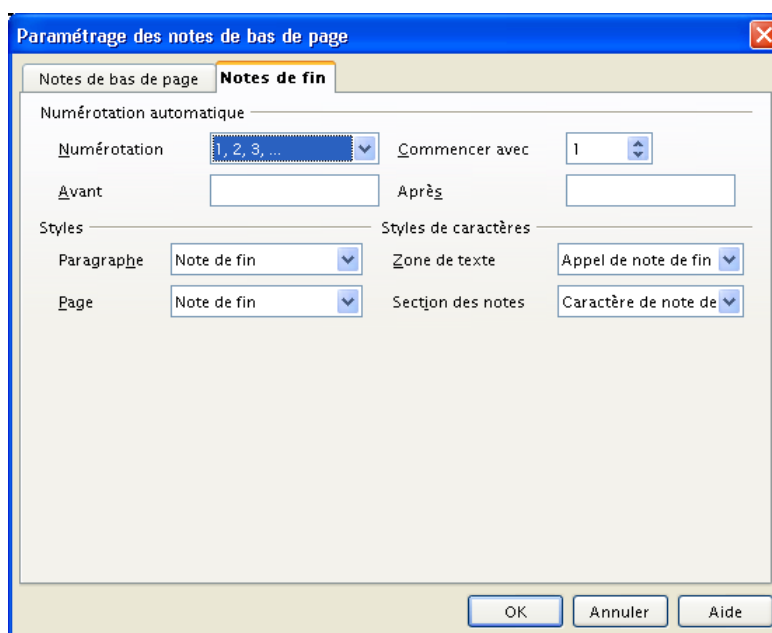 Paramétrage des notes de bas de page
Notes de bas de page Notes de fin
Numérotation automatique
Numérotation 1, 2, 3, ... Commencer avec 1
Avant Après
Styles Styles de caractères
Paragraphe Note de fin Zone de texte Appel de note de fin
Page Note de fin Section des notes Caractère de note de
OK Annuler Aide